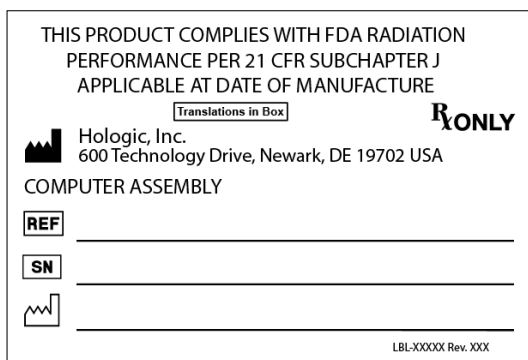 THIS PRODUCT COMPLIES WITH FDA RADIATION
PERFORMANCE PER 21 CFR SUBCHAPTER J
APPLICABLE AT DATE OF MANUFACTURE
Translations in Box
Rx ONLY
Hologic, Inc.
600 Technology Drive, Newark, DE 19702 USA
COMPUTER ASSEMBLY
REF
SN
LBL-XXXXX Rev. XXX